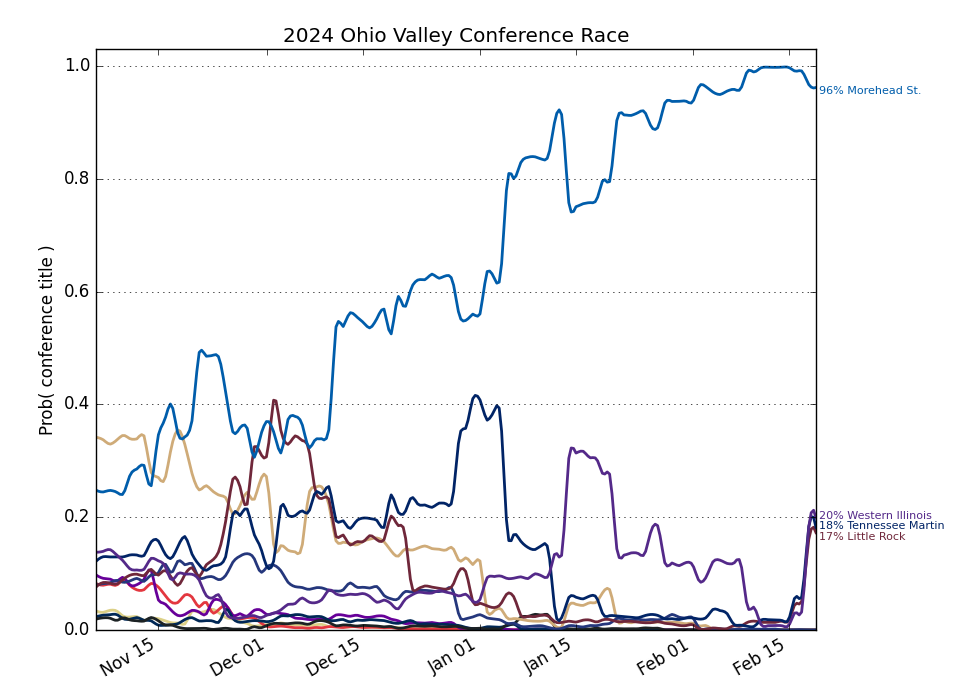 2024 Ohio Valley Conference Race
1.0
96% Morehead St.
0.8
0.6
Prob( conference title )
0.4
0.2
20% Western Illinois
18% Tennessee Martin
17% Little Rock
0.0
Nov 15
Dec 01
Dec 15
Jan 01
Jan 15
Feb 01
Feb 15